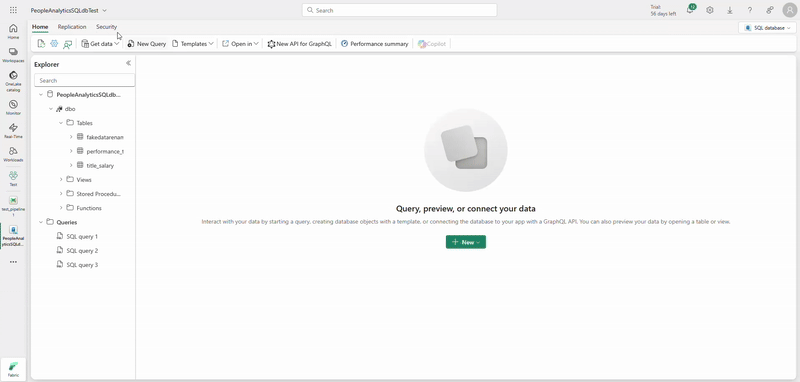 PeopleAnalyticsSQLdbTest
Search
Trial:
56 days left
12
Home
Replication
Security
SQL database
Get data
New Query
Templates
Open in
New API for GraphQL
Performance summary
Copilot
Home
Workspaces
OneLake
catalog
Monitor
Real-Time
Workloads
Test
test_pipeline
PeopleAnal
yticsSQLd...
Fabric
Explorer
Search
PeopleAnalyticsSQLdb...
dbo
Tables
fakedatarenan
performance_t
title_salary
Views
Stored Procedu...
Functions
Queries
SQL query 1
SQL query 2
SQL query 3
Query, preview, or connect your data
Interact with your data by starting a query, creating database objects with a template, or connecting the database to your app with a GraphQL API. You can also preview your data by opening a table or view.
New